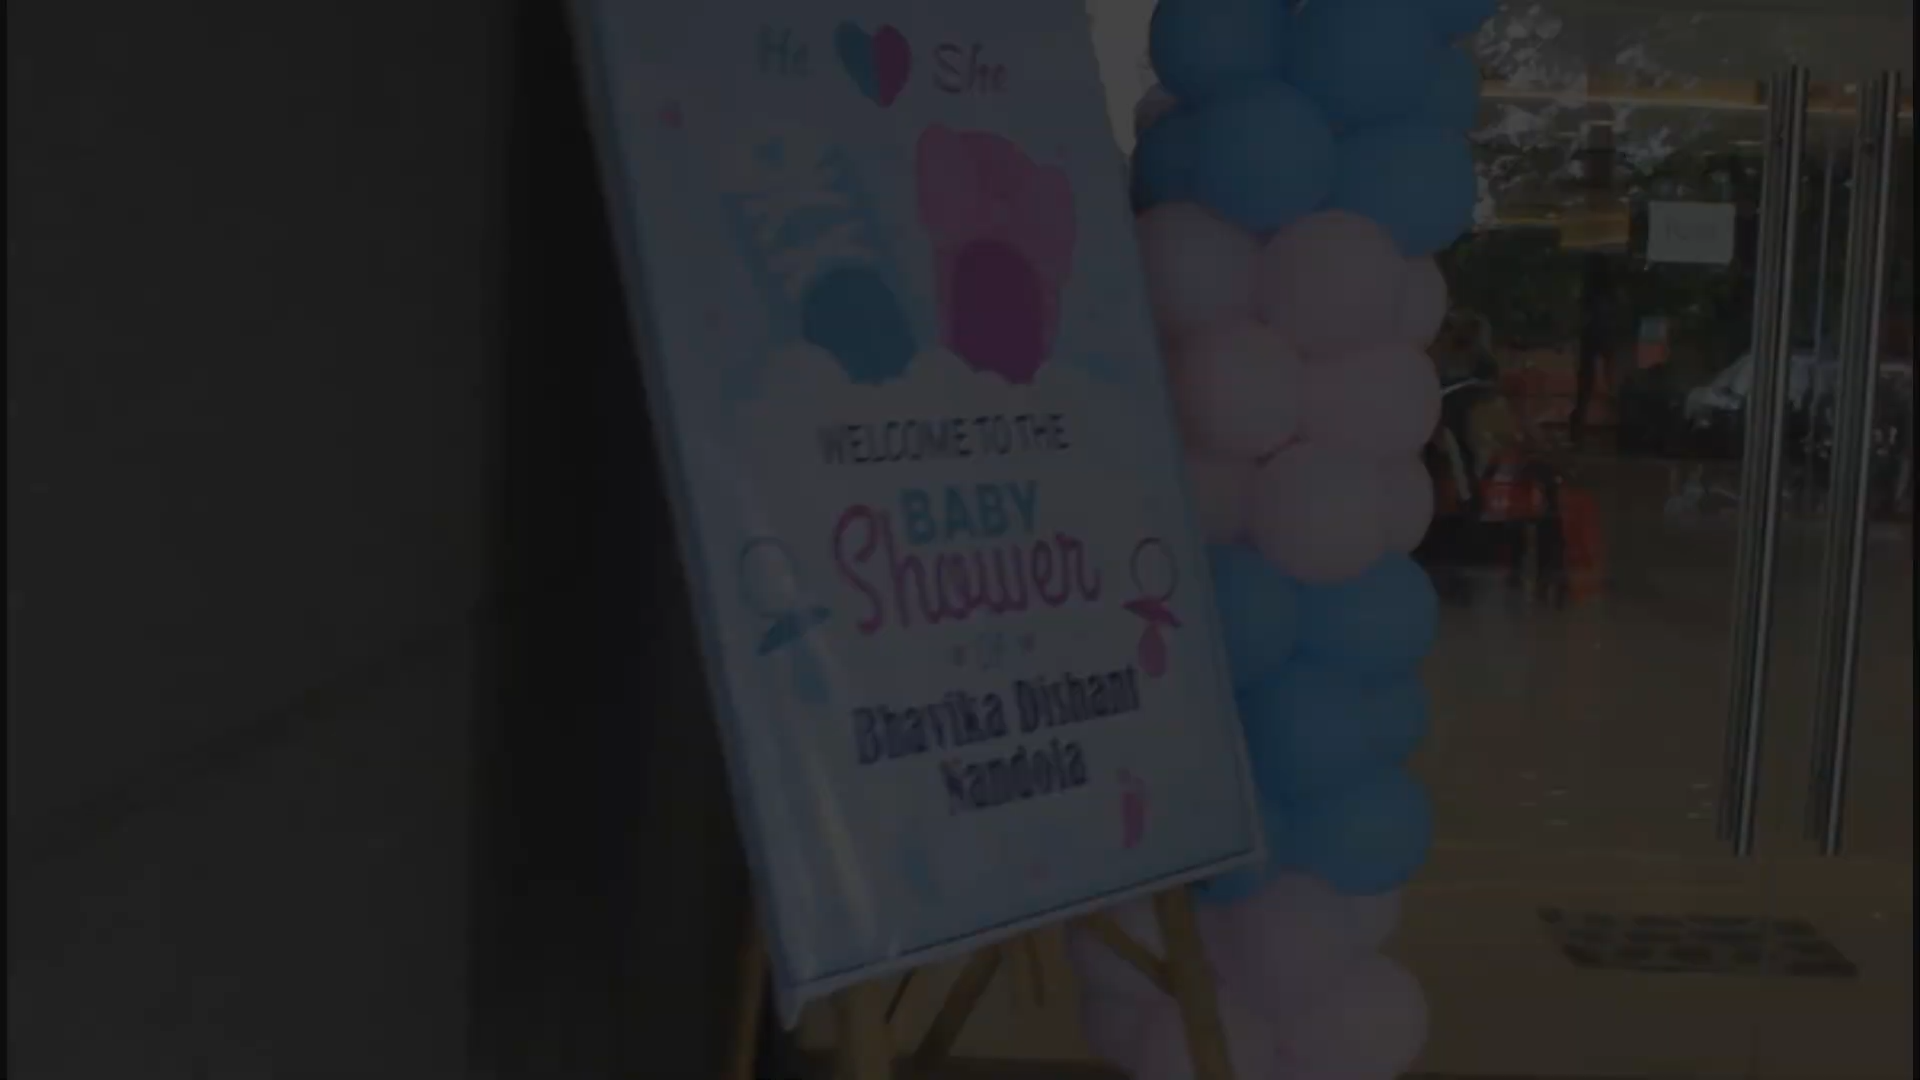 He She
WELCOME TO THE
BABY
Shower
OF
Bhavika Dishant
Nandola